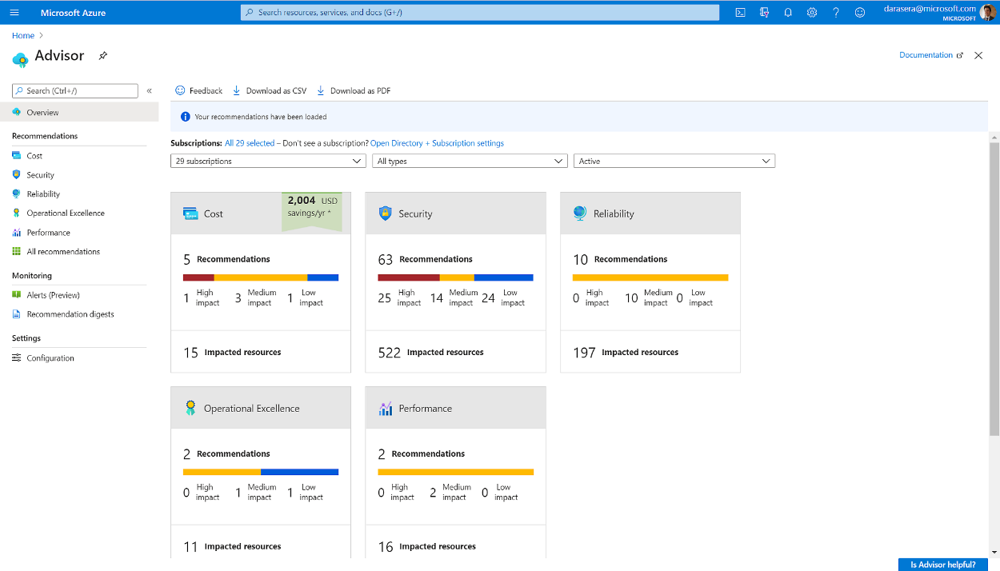 Microsoft Azure
Search resources, services, and docs (G+/)
darasera@microsoft.com
MICROSOFT
Home
Advisor
Documentation
Search (Ctrl+/)
«
Feedback
Download as CSV
Download as PDF
Overview
Your recommendations have been loaded
Recommendations
Cost
Security
Reliability
Operational Excellence
Performance
All recommendations
Monitoring
Alerts (Preview)
Recommendation digests
Settings
Configuration
Subscriptions: All 29 selected – Don't see a subscription? Open Directory + Subscription settings
29 subscriptions
All types
Active
Cost
2,004 USD
savings/yr *
5 Recommendations
1 High impact 3 Medium impact 1 Low impact
15 Impacted resources
Security
63 Recommendations
25 High impact 14 Medium impact 24 Low impact
522 Impacted resources
Reliability
10 Recommendations
0 High impact 10 Medium impact 0 Low impact
197 Impacted resources
Operational Excellence
2 Recommendations
0 High impact 1 Medium impact 1 Low impact
11 Impacted resources
Performance
2 Recommendations
0 High impact 2 Medium impact 0 Low impact
16 Impacted resources
Is Advisor helpful?